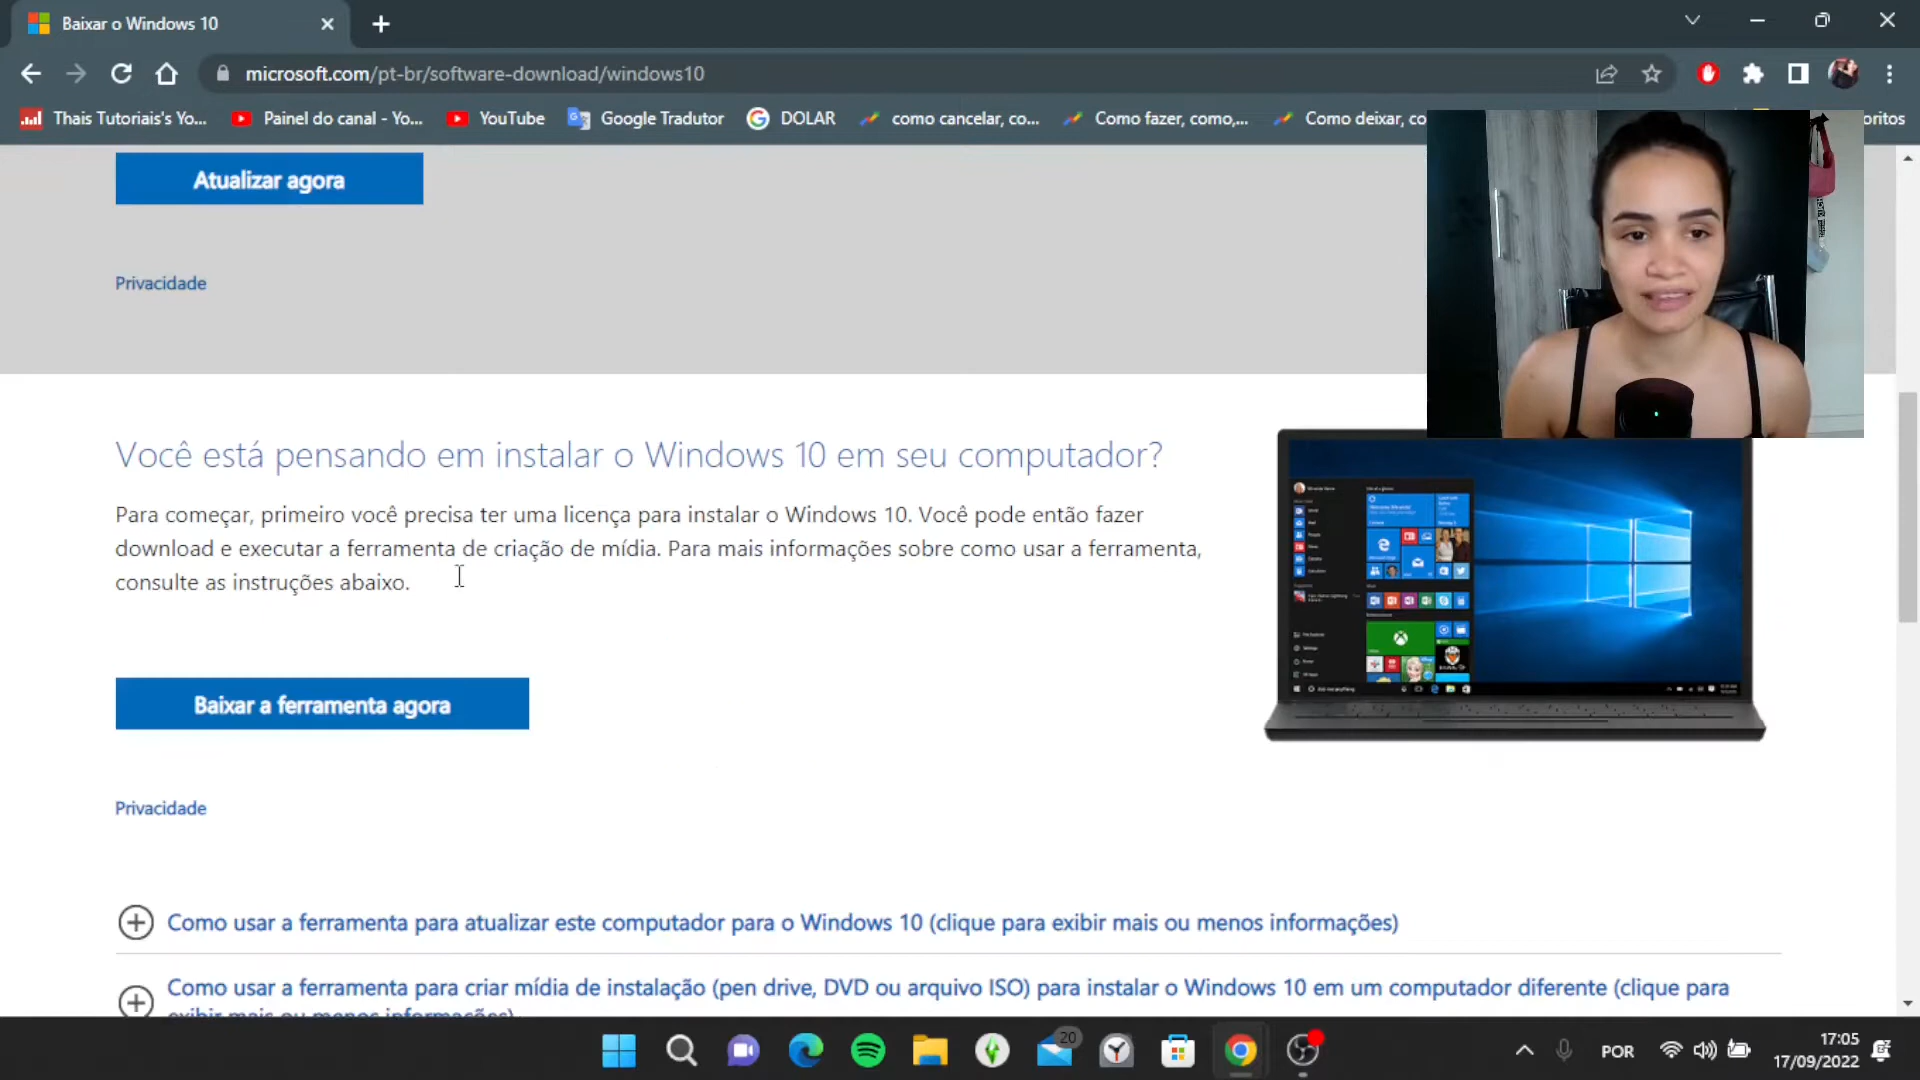 Baixar o Windows 10
microsoft.com/pt-br/software-download/windows10
Thais Tutoriais's Yo...
Painel do canal - Yo...
YouTube
Google Tradutor
DOLAR
como cancelar, co...
Como fazer, como,...
Como deixar, co
oritos
Atualizar agora
Privacidade
Você está pensando em instalar o Windows 10 em seu computador?
Para começar, primeiro você precisa ter uma licença para instalar o Windows 10. Você pode então fazer
download e executar a ferramenta de criação de mídia. Para mais informações sobre como usar a ferramenta,
consulte as instruções abaixo.
Baixar a ferramenta agora
Privacidade
Como usar a ferramenta para atualizar este computador para o Windows 10 (clique para exibir mais ou menos informações)
Como usar a ferramenta para criar mídia de instalação (pen drive, DVD ou arquivo ISO) para instalar o Windows 10 em um computador diferente (clique para
exibir mais ou menos informações)
20
POR
17:05
17/09/2022